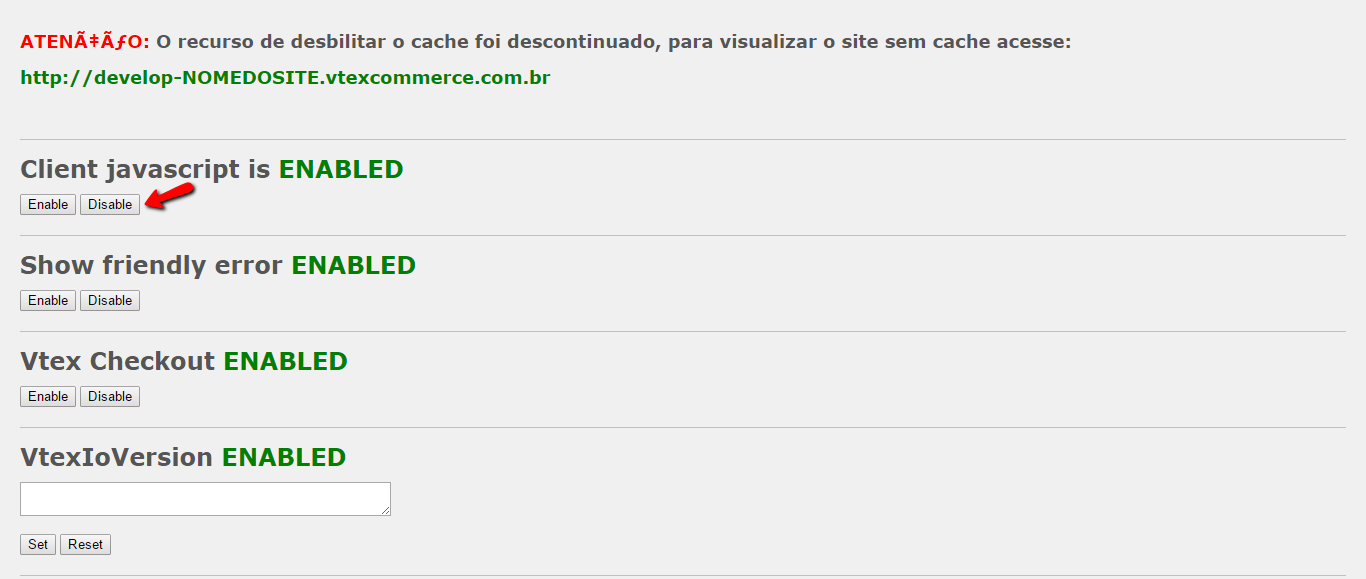 ATENÃ‡ÃƒO: O recurso de desbilitar o cache foi descontinuado, para visualizar o site sem cache acesse:
http://develop-NOMEDOSITE.vtexcommerce.com.br
Client javascript is ENABLED
Enable Disable
Show friendly error ENABLED
Enable Disable
Vtex Checkout ENABLED
Enable Disable
VtexIoVersion ENABLED
Set Reset